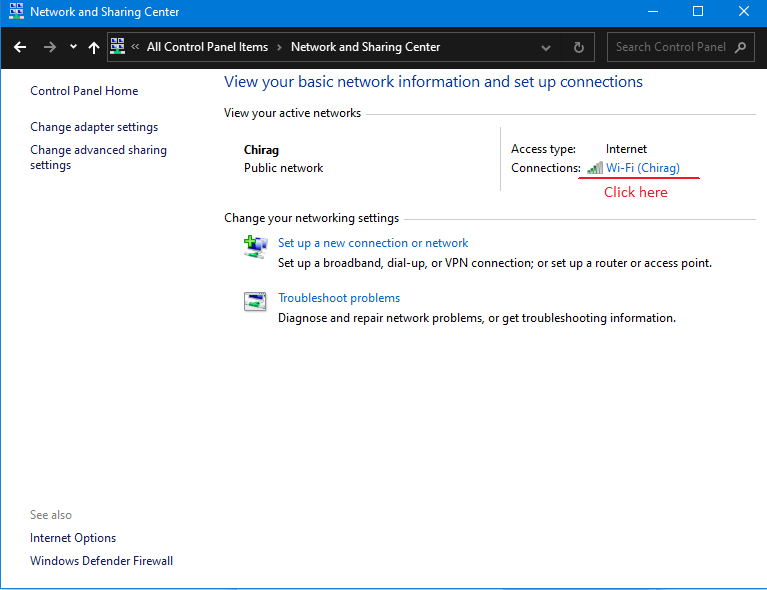 Network and Sharing Center
« All Control Panel Items > Network and Sharing Center
Search Control Panel
Control Panel Home
Change adapter settings
Change advanced sharing
settings
View your basic network information and set up connections
View your active networks
Chirag
Public network
Access type: Internet
Connections: Wi-Fi (Chirag)
Click here
Change your networking settings
Set up a new connection or network
Set up a broadband, dial-up, or VPN connection; or set up a router or access point.
Troubleshoot problems
Diagnose and repair network problems, or get troubleshooting information.
See also
Internet Options
Windows Defender Firewall